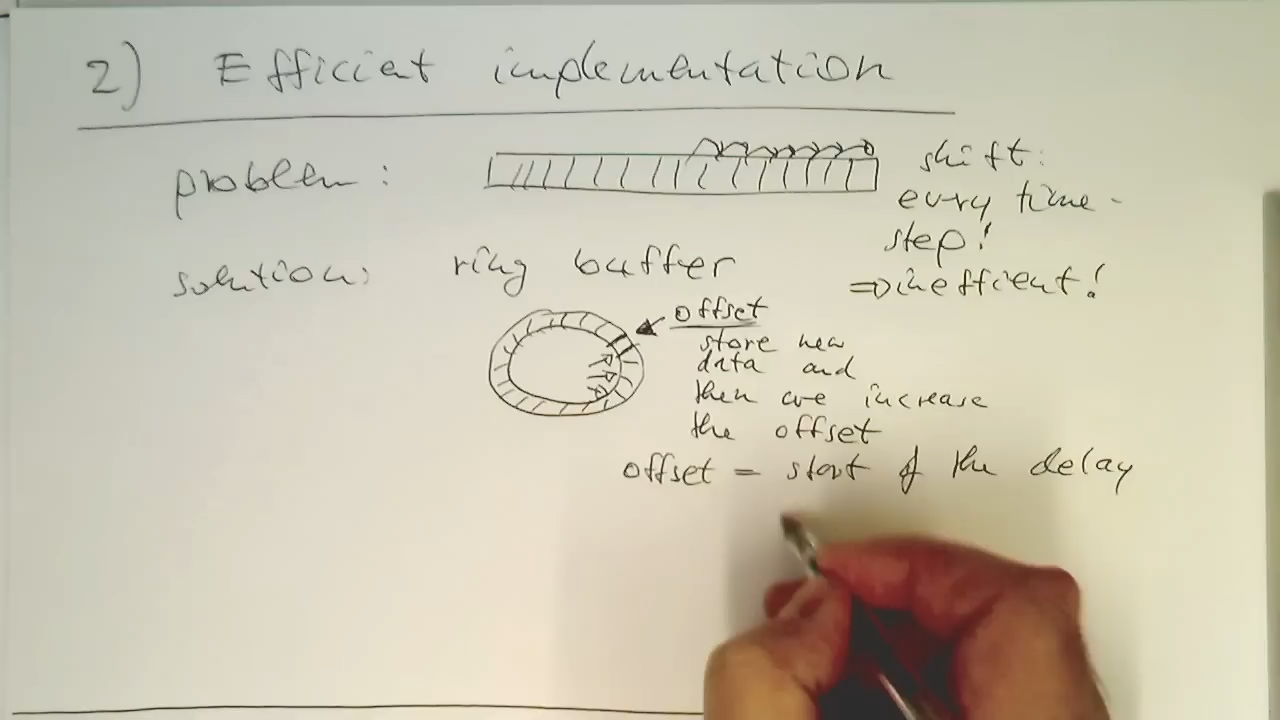 2) Efficient implementation
problem:
shift:
every time-
step!
=> inefficient!
solution: ring buffer
offset
store new
data and
then we increase
the offset
offset = start of the delay